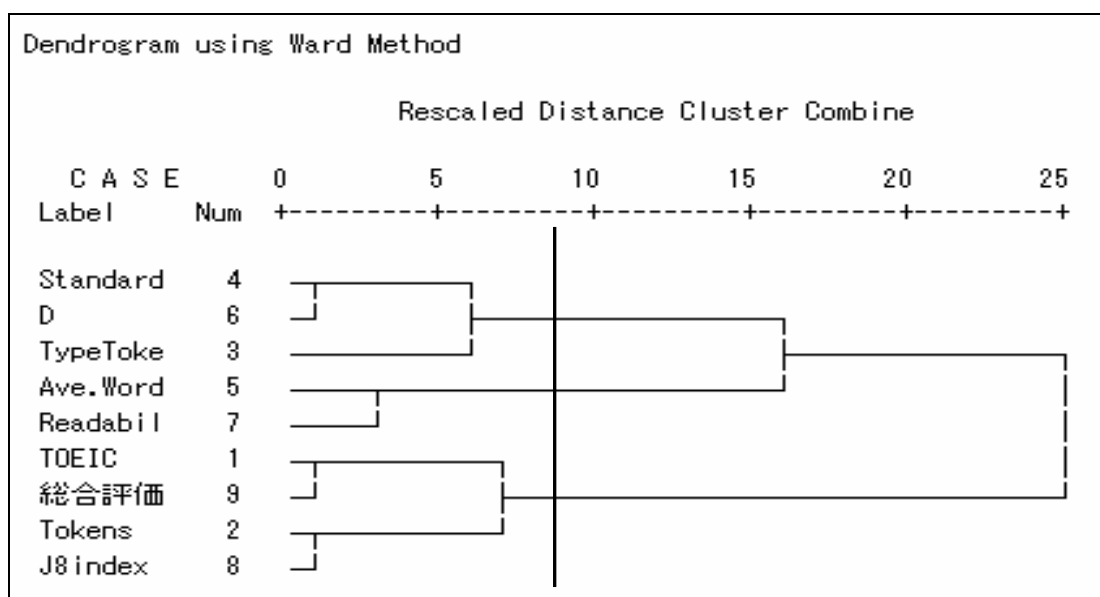 Dendrogram using Ward Method
Rescaled Distance Cluster Combine
C A S E 0 5 10 15 20 25
Label Num +---------+---------+---------+---------+---------+
Standard 4
D 6
TypeToke 3
Ave.Word 5
Readabil 7
TOEIC 1
総合評価 9
Tokens 2
J8index 8